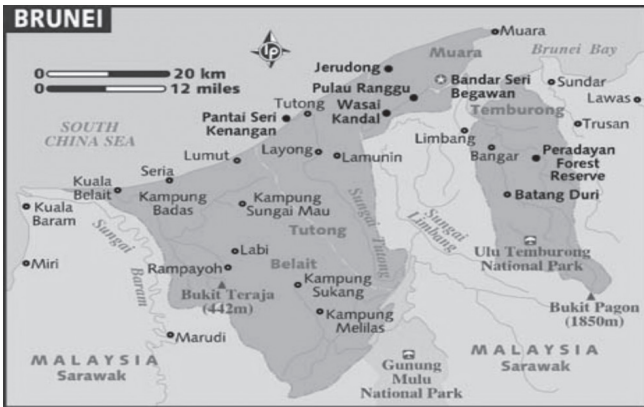 BRUNEI
LP
0 20 km
0 12 miles
Muara
Brunei Bay
Muara
Jerudong
Pulau Ranggu
Wasai
Kandal
Bandar Seri
Begawan
Sundar
Lawas
Temburong
Trusan
Pantai Seri
Kenangan
Tutong
SOUTH
CHINA SEA
Limbang
Bangar
Peradayan
Forest
Reserve
Layong
Lamunin
Lumut
Seria
Kuala
Belait
Kampung
Badas
Batang Duri
Kuala
Baram
Kampung
Sungai Mau
Sungai
Baram
Tutong
Sungai Tutong
Sungai
Limbang
Labi
Belait
Ulu Temburong
National Park
Miri
Rampayoh
Kampung
Sukang
Bukit Teraja
(442m)
Bukit Pagon
(1850m)
Kampung
Melilas
Marudi
MALAYSIA
Sarawak
Gunung
Mulu
National Park
MALAYSIA
Sarawak